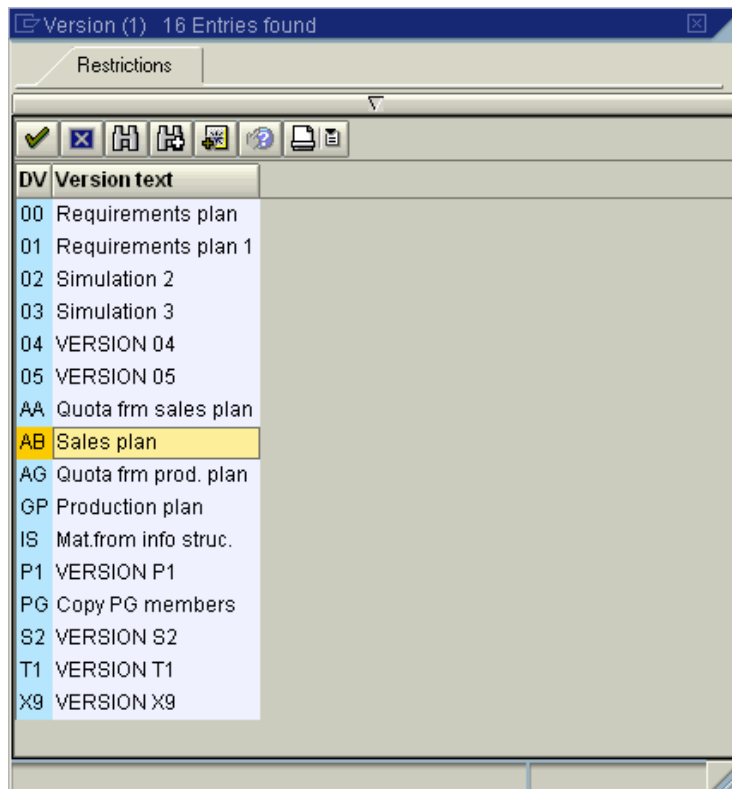 Version (1) 16 Entries found
Restrictions
DV Version text
00 Requirements plan
01 Requirements plan 1
02 Simulation 2
03 Simulation 3
04 VERSION 04
05 VERSION 05
AA Quota frm sales plan
AB Sales plan
AG Quota frm prod. plan
GP Production plan
IS Mat.from info struc.
P1 VERSION P1
PG Copy PG members
S2 VERSION S2
T1 VERSION T1
X9 VERSION X9